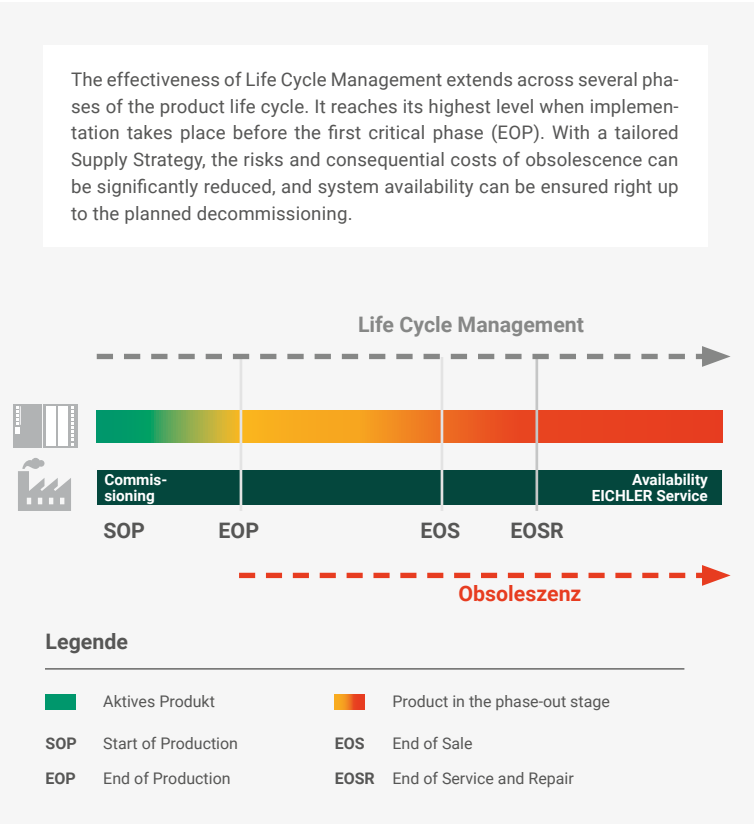 The effectiveness of Life Cycle Management extends across several pha-
ses of the product life cycle. It reaches its highest level when implemen-
tation takes place before the first critical phase (EOP). With a tailored
Supply Strategy, the risks and consequential costs of obsolescence can
be significantly reduced, and system availability can be ensured right up
to the planned decommissioning.
Life Cycle Management
Commis-
sioning
Availability
EICHLER Service
SOP EOP EOS EOSR
Obsoleszenz
Legende
Aktives Produkt
Product in the phase-out stage
SOP Start of Production
EOS End of Sale
EOP End of Production
EOSR End of Service and Repair